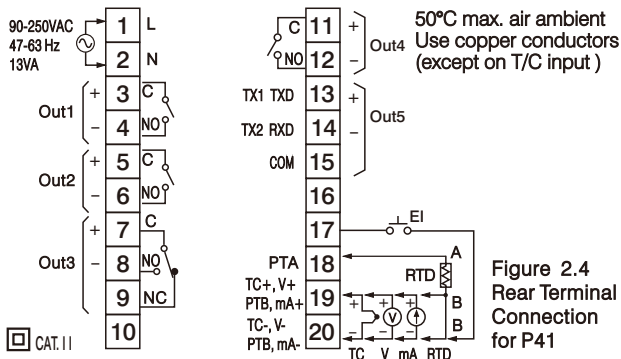 90-250VAC
47-63 Hz
13VA
1 L
2 N
Out1
+ 3 C
− 4 NO
Out2
+ 5 C
− 6 NO
Out3
+ 7 C
− 8 NO
9 NC
10
CAT. II
C 11 +
NO 12 −
Out4
TX1 TXD 13 +
TX2 RXD 14 −
Out5
COM 15
16
17 EI
PTA 18 A
RTD
TC+, V+
PTB, mA+ 19 + + + B
V
TC-, V-
PTB, mA- 20 − − − B
TC V mA RTD
50°C max. air ambient
Use copper conductors
(except on T/C input )
Figure 2.4
Rear Terminal
Connection
for P41